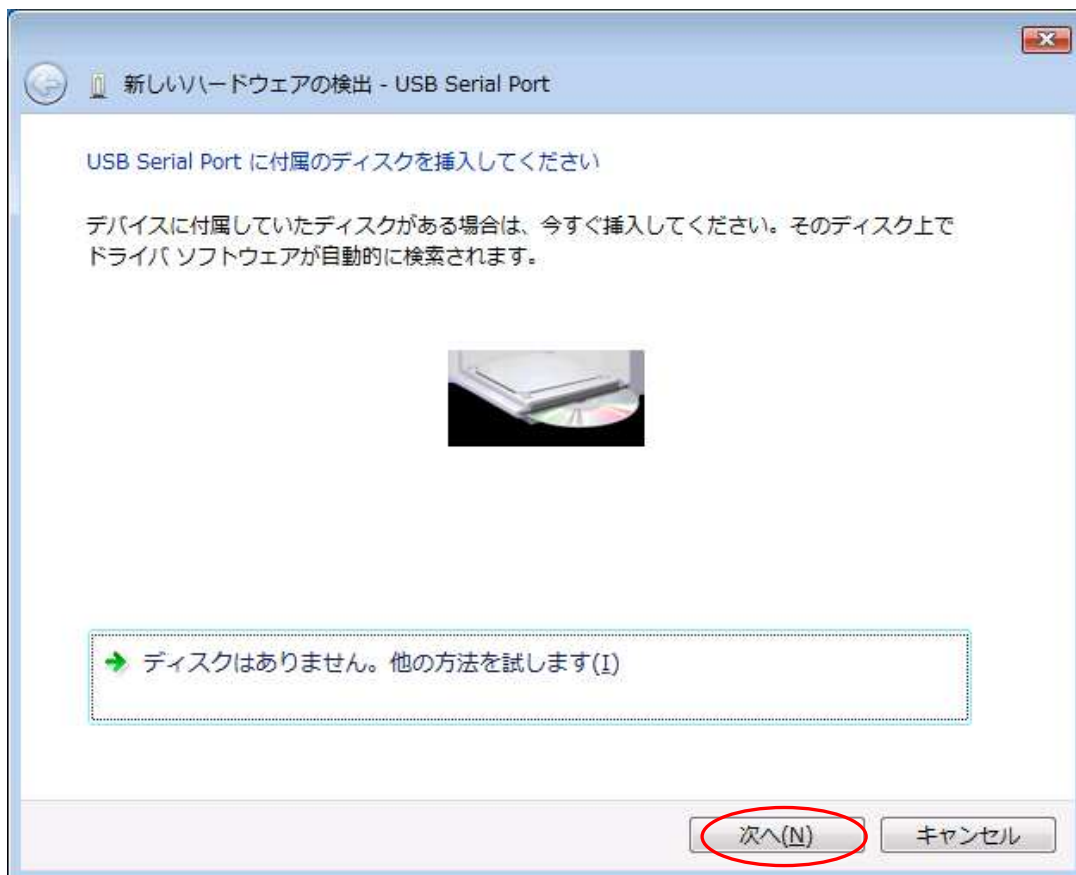 新しいハードウェアの検出 - USB Serial Port
USB Serial Port に付属のディスクを挿入してください
デバイスに付属していたディスクがある場合は、今すぐ挿入してください。そのディスク上で
ドライバ ソフトウェアが自動的に検索されます。
ディスクはありません。他の方法を試します(I)
次へ(N)
キャンセル